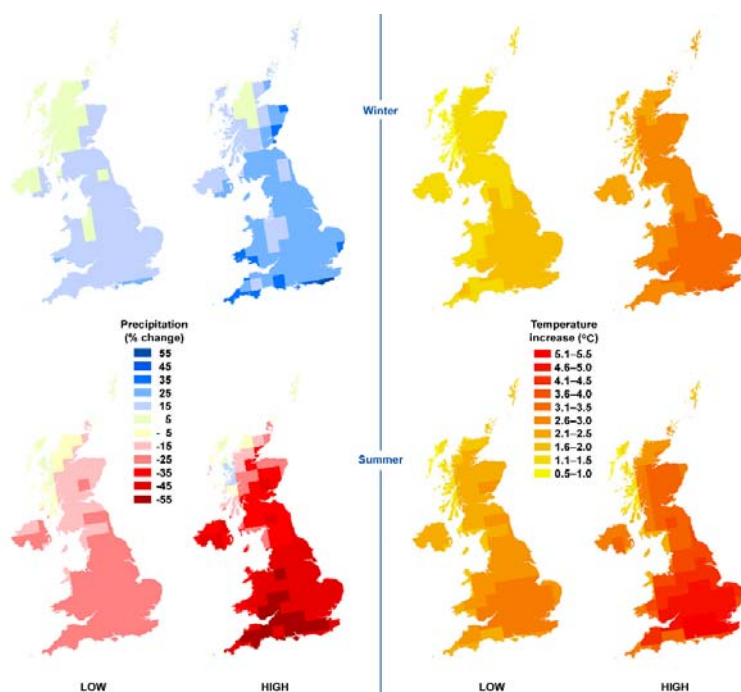 Winter
Precipitation
(% change)
55
45
35
25
15
5
- 5
-15
-25
-35
-45
-55
Temperature
increase (ºC)
5.1–5.5
4.6–5.0
4.1–4.5
3.6–4.0
3.1–3.5
2.6–3.0
2.1–2.5
1.6–2.0
1.1–1.5
0.5–1.0
Summer
LOW
HIGH
LOW
HIGH